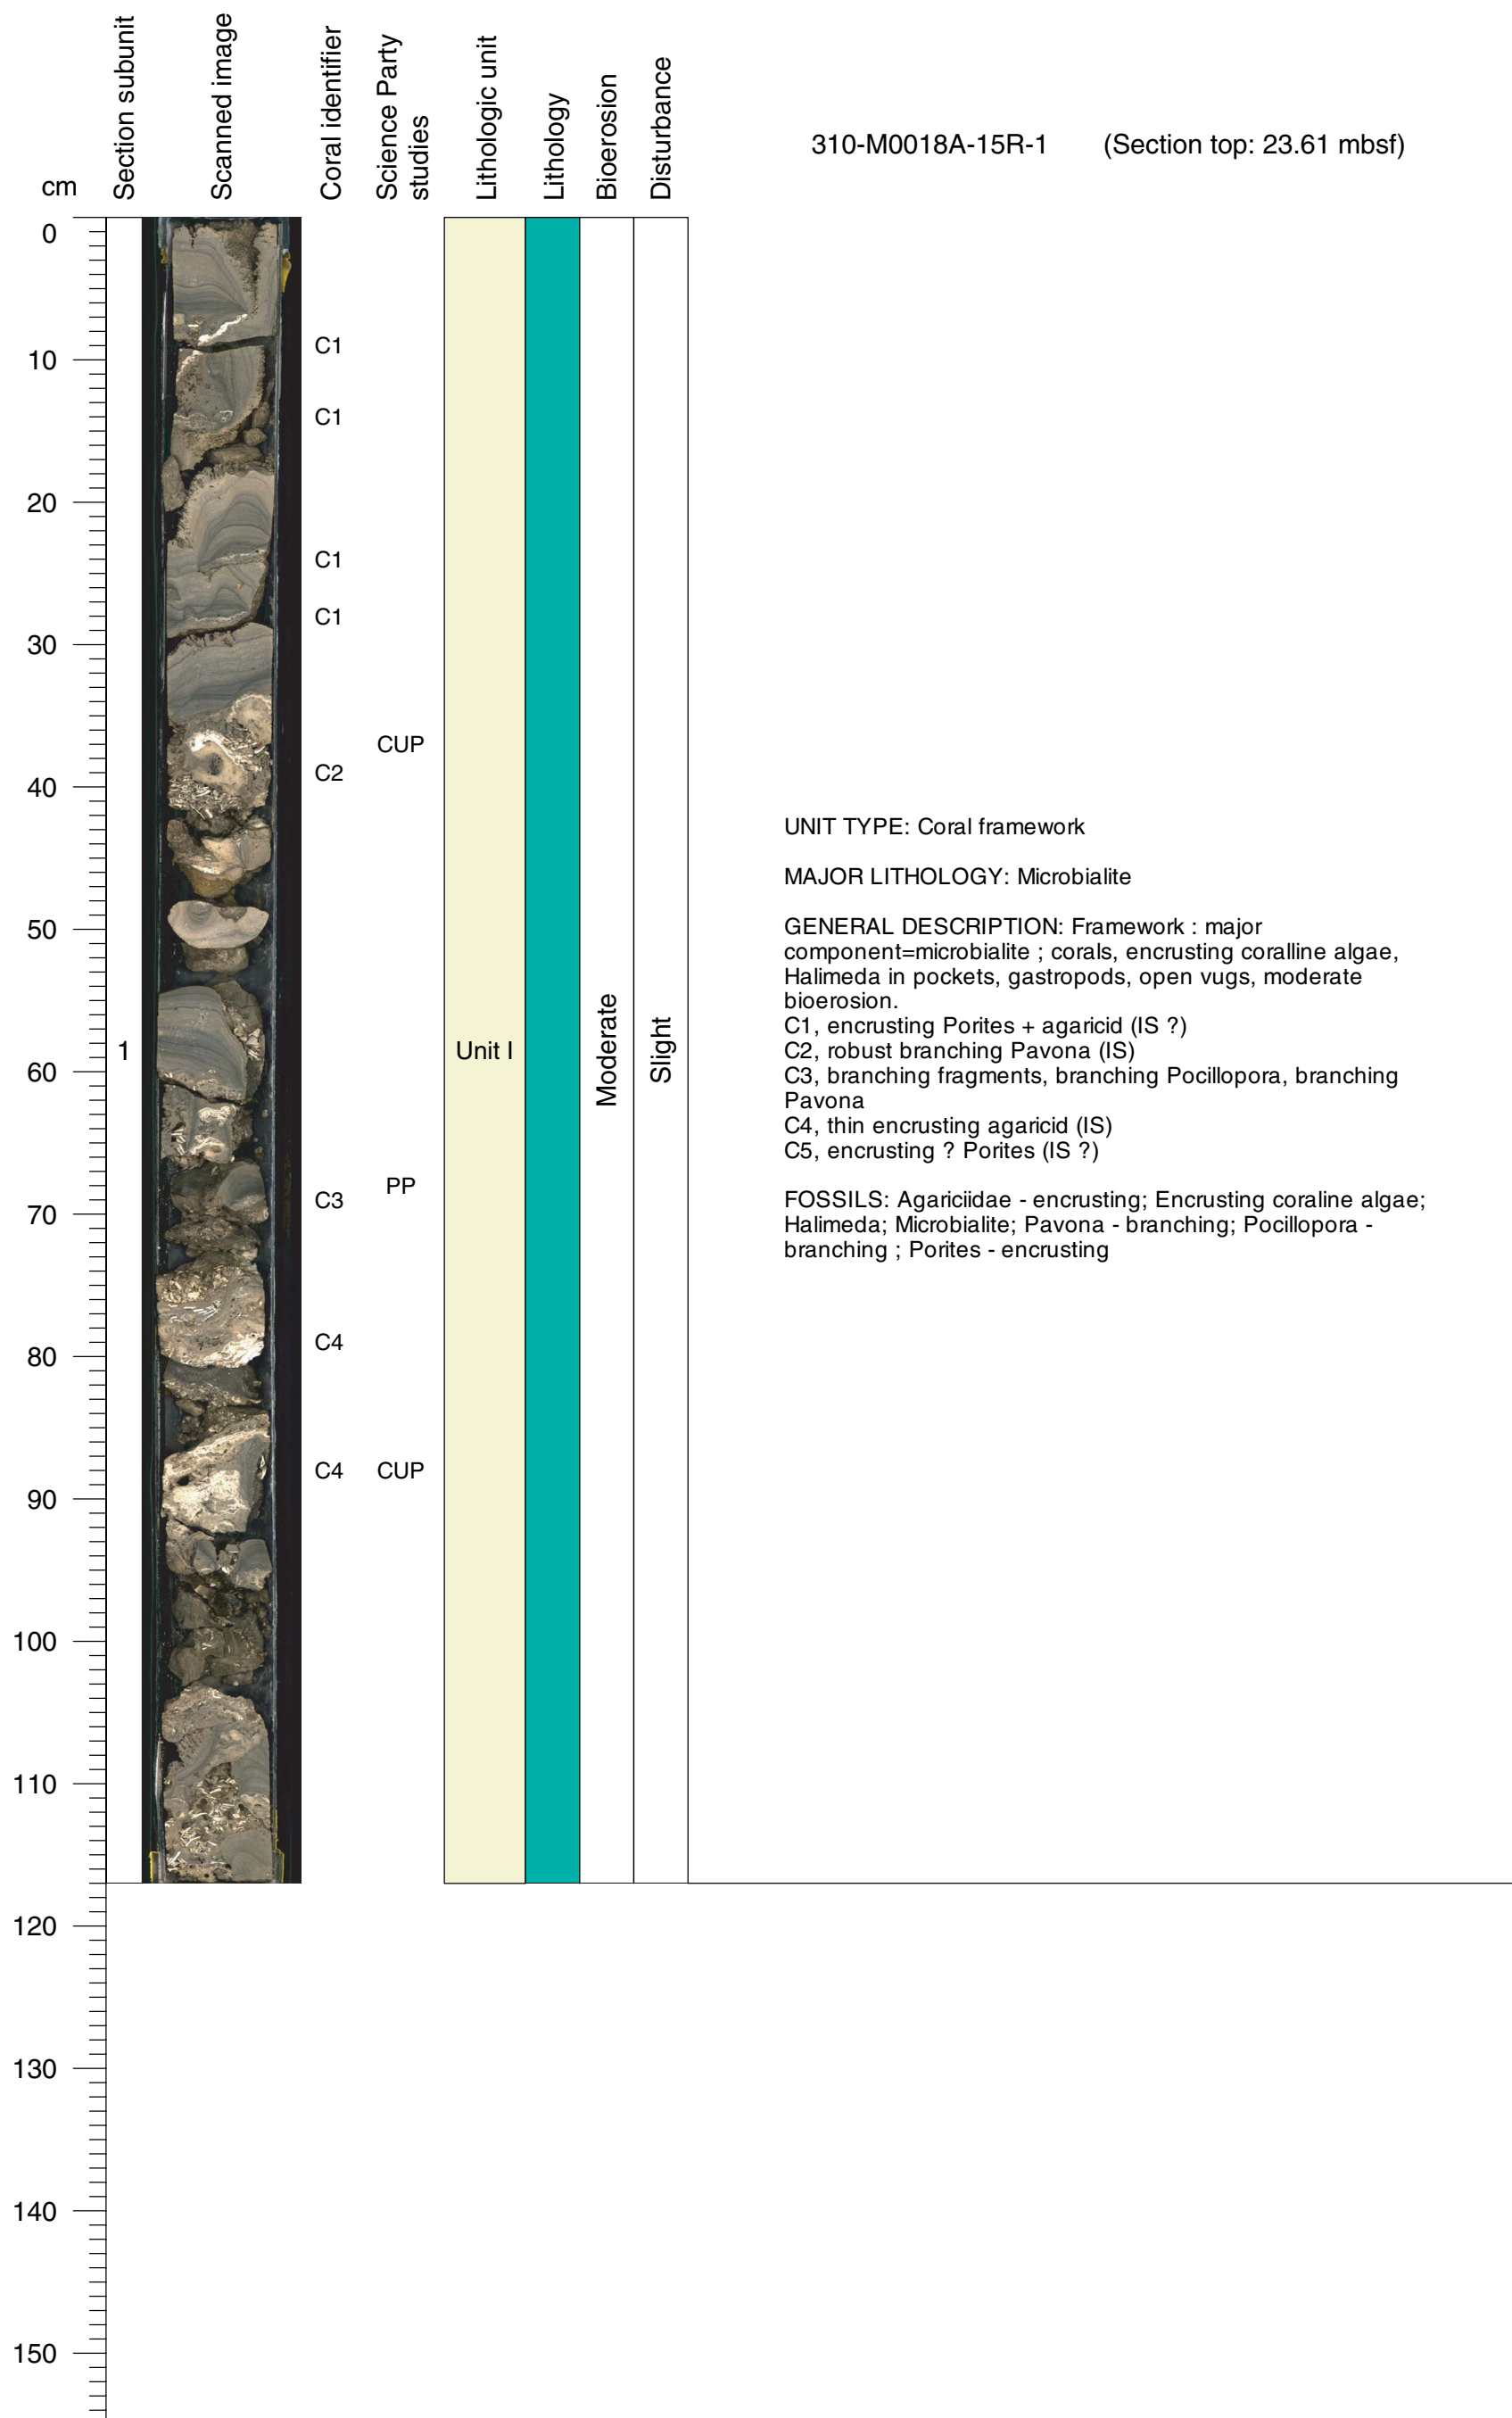 cm
Section subunit
Scanned image
Coral identifier
Science Party
studies
Lithologic unit
Lithology
Bioerosion
Disturbance
310-M0018A-15R-1 (Section top: 23.61 mbsf)
0
C1
10
C1
20
C1
C1
30
CUP
C2
40
50
1
Unit I
Moderate
Slight
60
PP
C3
70
C4
80
C4 CUP
90
100
110
120
130
140
150
UNIT TYPE: Coral framework
MAJOR LITHOLOGY: Microbialite
GENERAL DESCRIPTION: Framework : major
component=microbialite ; corals, encrusting coralline algae,
Halimeda in pockets, gastropods, open vugs, moderate
bioerosion.
C1, encrusting Porites + agaricid (IS ?)
C2, robust branching Pavona (IS)
C3, branching fragments, branching Pocillopora, branching
Pavona
C4, thin encrusting agaricid (IS)
C5, encrusting ? Porites (IS ?)
FOSSILS: Agariciidae - encrusting; Encrusting coraline algae;
Halimeda; Microbialite; Pavona - branching; Pocillopora -
branching ; Porites - encrusting